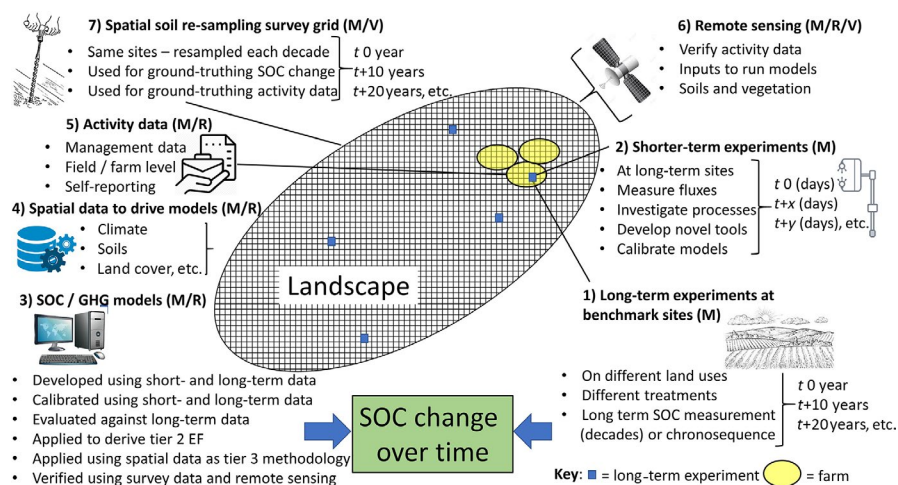 7) Spatial soil re-sampling survey grid (M/V)
• Same sites – resampled each decade
• Used for ground-truthing SOC change
• Used for ground-truthing activity data
t 0 year
t+10 years
t+20years, etc.
6) Remote sensing (M/R/V)
• Verify activity data
• Inputs to run models
• Soils and vegetation
5) Activity data (M/R)
• Management data
• Field / farm level
• Self-reporting
2) Shorter-term experiments (M)
• At long-term sites
• Measure fluxes
• Investigate processes
• Develop novel tools
• Calibrate models
t 0 (days)
t+x (days)
t+y (days), etc.
4) Spatial data to drive models (M/R)
• Climate
• Soils
• Land cover, etc.
Landscape
3) SOC / GHG models (M/R)
• Developed using short- and long-term data
• Calibrated using short- and long-term data
• Evaluated against long-term data
• Applied to derive tier 2 EF
• Applied using spatial data as tier 3 methodology
• Verified using survey data and remote sensing
1) Long-term experiments at
benchmark sites (M)
• On different land uses
• Different treatments
• Long term SOC measurement
(decades) or chronosequence
t 0 year
t+10 years
t+20years, etc.
SOC change
over time
Key: = long-term experiment = farm